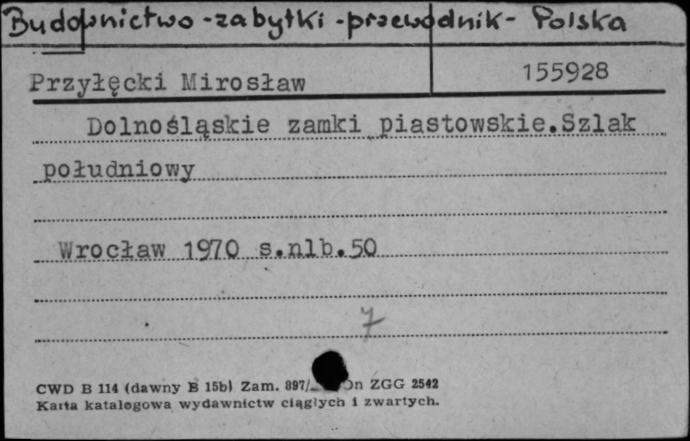 Budownictwo - zabytki - przewodnik - Polska
Przyłęcki Mirosław 155928
Dolnośląskie zamki piastowskie.Szlak
południowy
Wrocław 1970 s.nlb.50
7
CWD B 114 (dawny B 15b) Zam. 897/ ZGG 2542
Karta katalogowa wydawnictw ciągłych i zwartych.